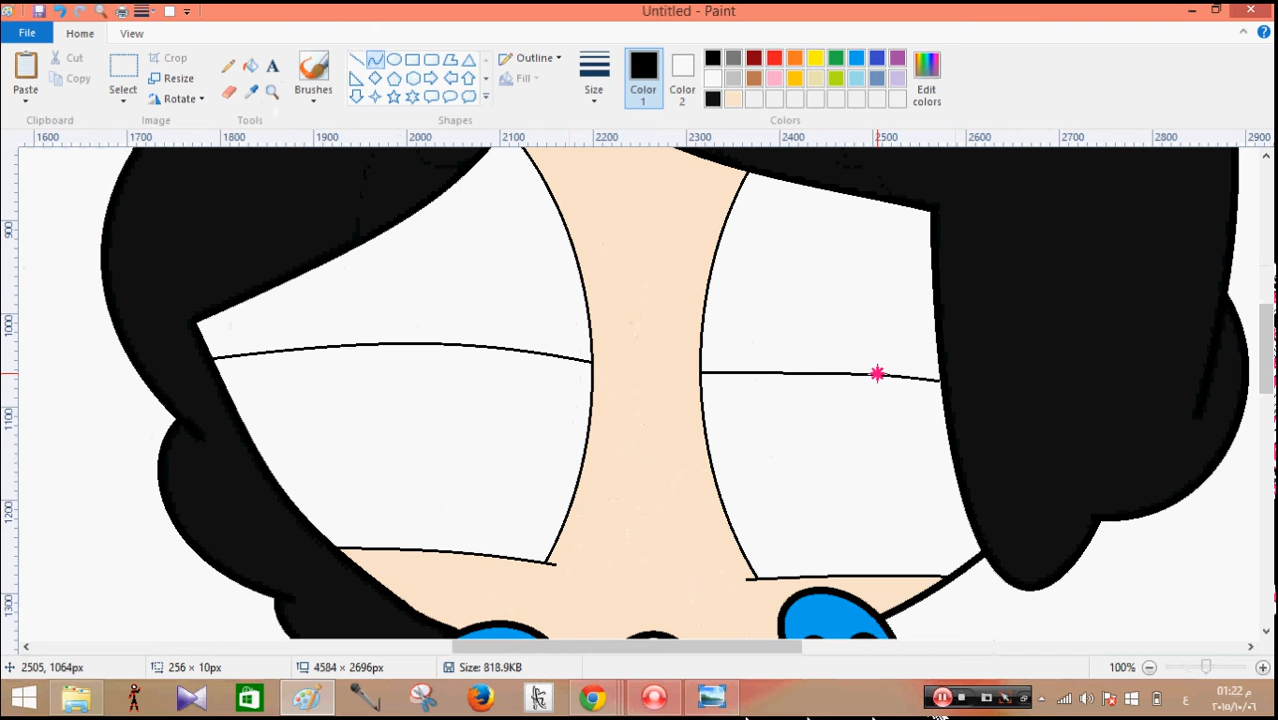 Untitled - Paint
File Home View
Paste
Cut
Copy
Clipboard
Select
Crop
Resize
Rotate
Image
Tools
Brushes
Outline
Fill
Shapes
Size
Color 1
Color 2
Edit colors
Colors
1600 1700 1800 1900 2000 2100 2200 2300 2400 2500 2600 2700 2800 2900
900
1000
1100
1200
1300
2505, 1064px 256 × 10px 4584 × 2696px Size: 818.9KB 100%
ع
01:22 م
٢٠١٥/١٠/٠٦